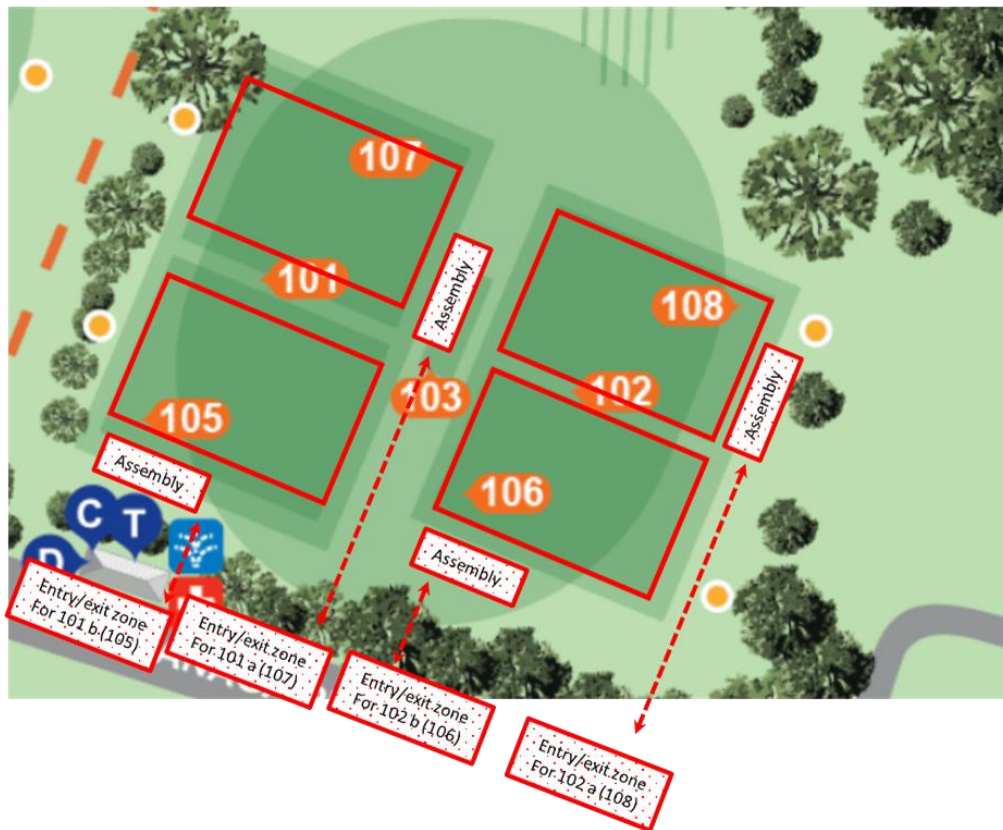 107
101
Assembly
108
103
102
Assembly
105
106
Assembly
C
T
D
Assembly
Entry/exit zone
For 101 b (105)
Entry/exit zone
For 101 a (107)
Entry/exit zone
For 102 b (106)
Entry/exit zone
For 102 a (108)